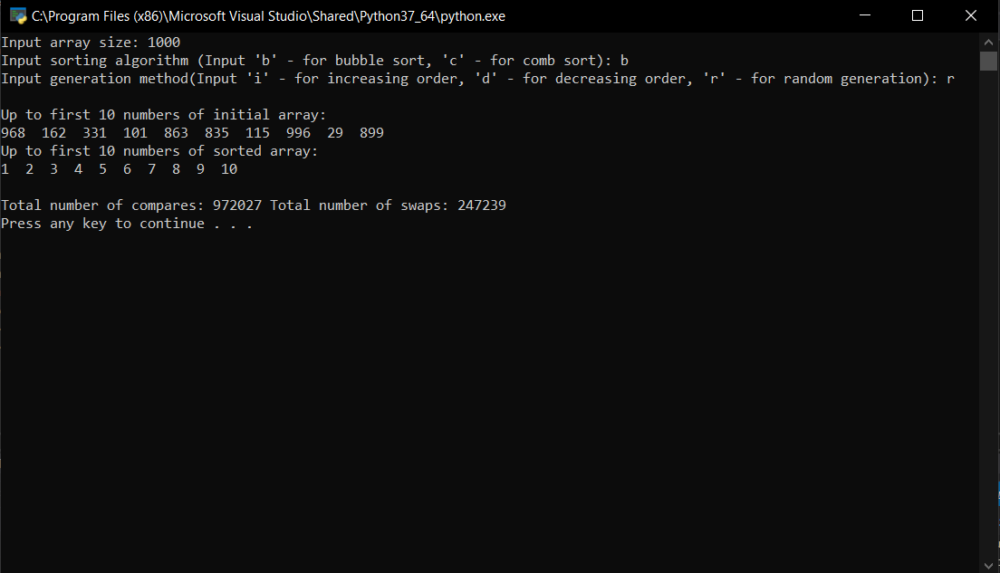 C:\Program Files (x86)\Microsoft Visual Studio\Shared\Python37_64\python.exe
Input array size: 1000
Input sorting algorithm (Input 'b' - for bubble sort, 'c' - for comb sort): b
Input generation method(Input 'i' - for increasing order, 'd' - for decreasing order, 'r' - for random generation): r
Up to first 10 numbers of initial array:
968  162  331  101  863  835  115  996  29  899
Up to first 10 numbers of sorted array:
1  2  3  4  5  6  7  8  9  10
Total number of compares: 972027 Total number of swaps: 247239
Press any key to continue . . .